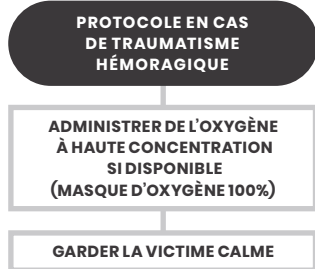 PROTOCOLE EN CAS
DE TRAUMATISME
HÉMORAGIQUE
ADMINISTRER DE L'OXYGÈNE
À HAUTE CONCENTRATION
SI DISPONIBLE
(MASQUE D'OXYGÈNE 100%)
GARDER LA VICTIME CALME